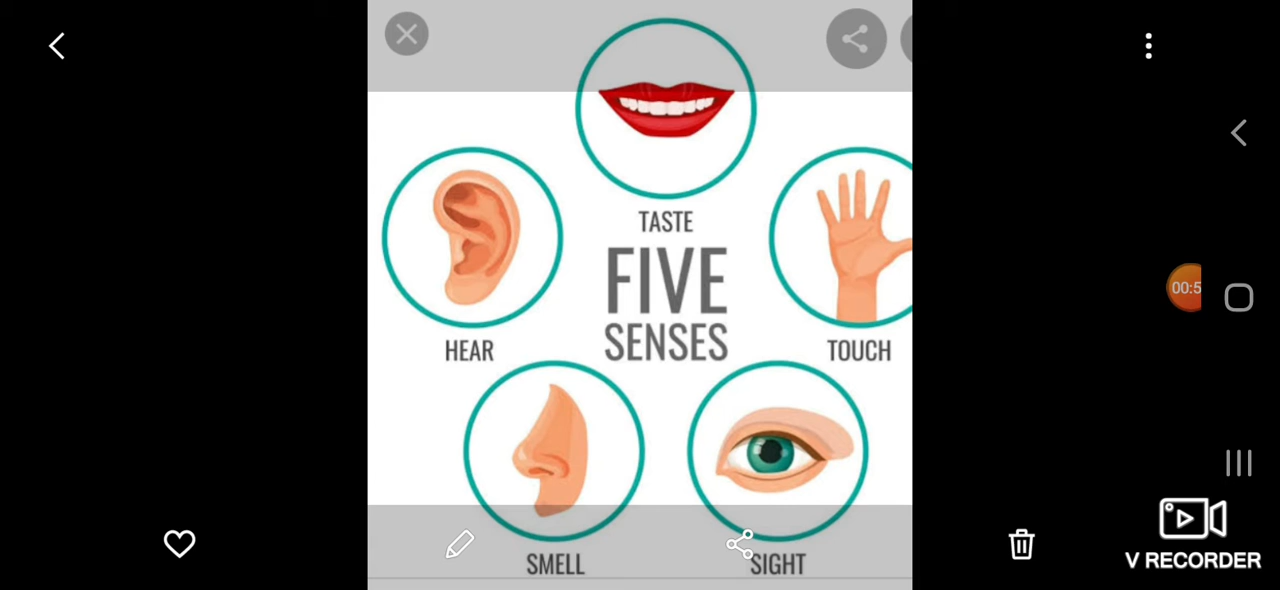 TASTE
FIVE
SENSES
HEAR
TOUCH
SMELL
SIGHT
00:5
V RECORDER